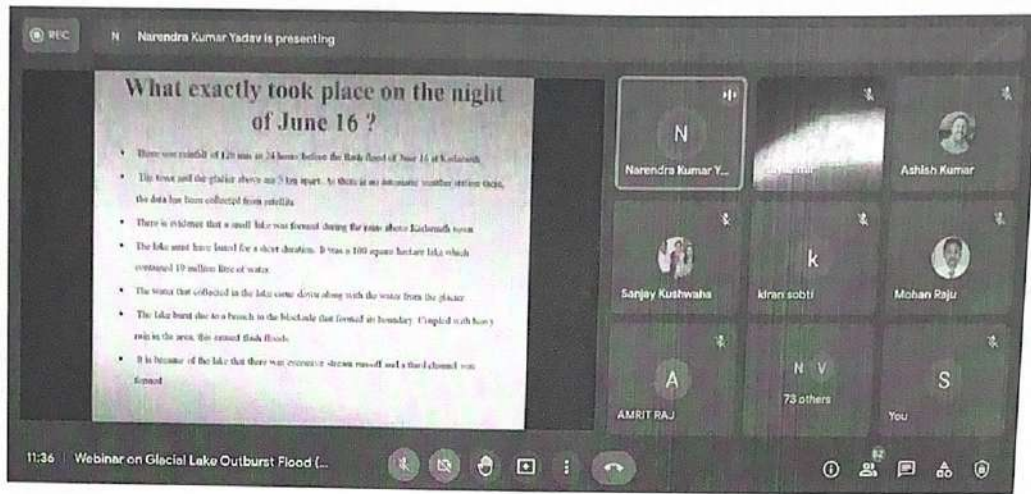 REC
N Narendra Kumar Yadav is presenting
What exactly took place on the night
of June 16 ?
• There was rainfall of 120 mm in 24 hours before the flash flood of June 16 at Kedarnath
• The town and the glacier above are 5 km apart. As there is no automatic weather station there,
the data has been collected from satellite
• There is evidence that a small lake was formed during the rains above Kedarnath town
• The lake must have lasted for a short duration. It was a 100 square hectare lake which
contained 10 million litre of water
• The water that collected in the lake came down along with the water from the glacier
• The lake burst due to a breach in the blockade that formed its boundary. Coupled with heavy
rain in the area, this caused flash floods
• It is because of the lake that there was excessive stream runoff and a third channel was
formed
N
Narendra Kumar Y...
Ashish Kumar
Sanjay Kushwaha
k
kiran sobti
Mohan Raju
A
AMRIT RAJ
N V
73 others
S
You
11:36 | Webinar on Glacial Lake Outburst Flood (...
82